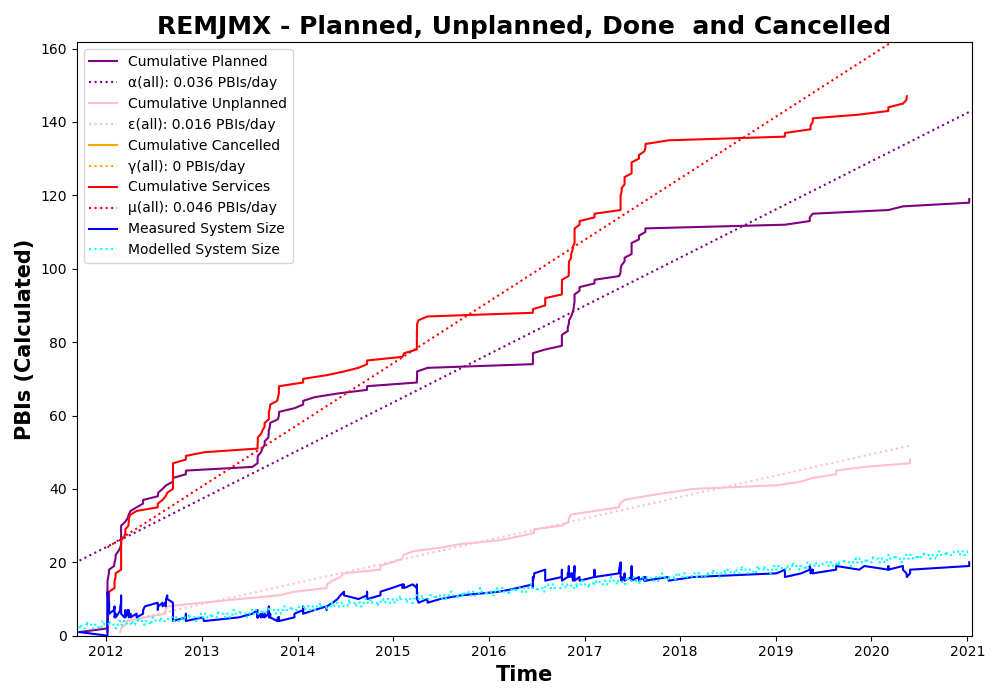 REMJMX - Planned, Unplanned, Done  and Cancelled
Cumulative Planned
α(all): 0.036 PBIs/day
Cumulative Unplanned
ε(all): 0.016 PBIs/day
Cumulative Cancelled
γ(all): 0 PBIs/day
Cumulative Services
μ(all): 0.046 PBIs/day
Measured System Size
Modelled System Size
PBIs (Calculated)
160
140
120
100
80
60
40
20
0
2012 2013 2014 2015 2016 2017 2018 2019 2020 2021
Time